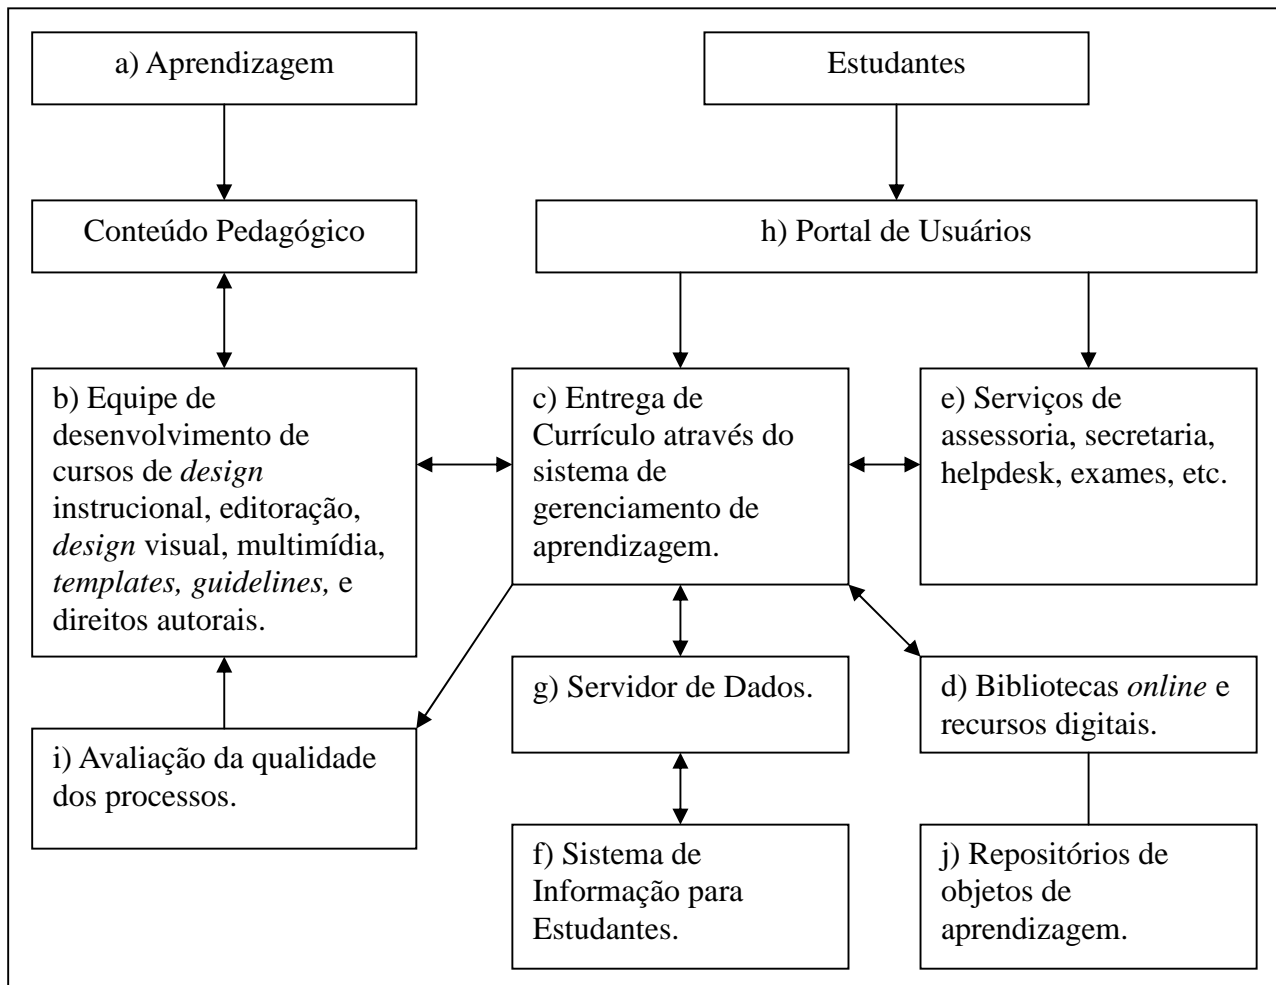 a) Aprendizagem
Estudantes
Conteúdo Pedagógico
h) Portal de Usuários
b) Equipe de
desenvolvimento de
cursos de design
instrucional, editoração,
design visual, multimídia,
templates, guidelines, e
direitos autorais.
c) Entrega de
Currículo através do
sistema de
gerenciamento de
aprendizagem.
e) Serviços de
assessoria, secretaria,
helpdesk, exames, etc.
g) Servidor de Dados.
d) Bibliotecas online e
recursos digitais.
i) Avaliação da qualidade
dos processos.
f) Sistema de
Informação para
Estudantes.
j) Repositórios de
objetos de
aprendizagem.